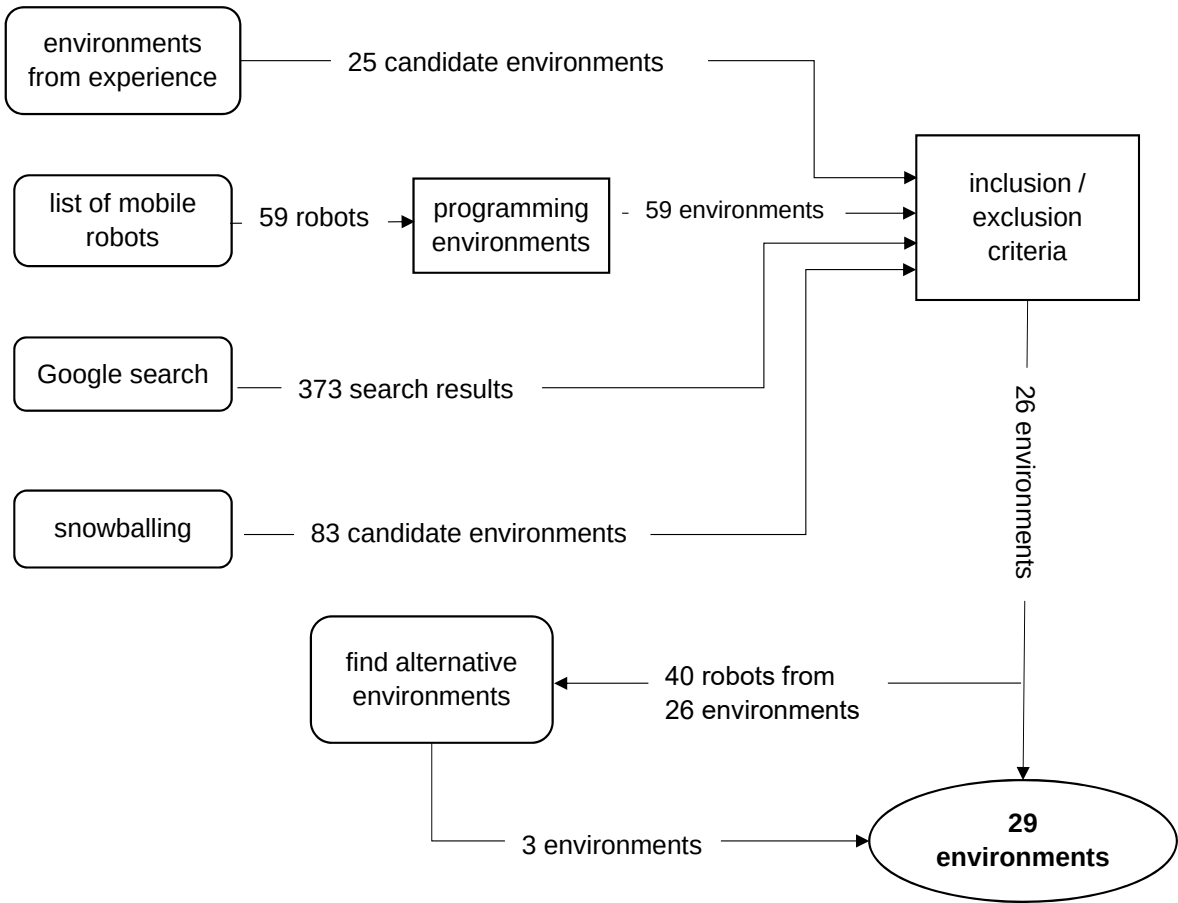 environments
from experience
25 candidate environments
list of mobile
robots
59 robots
programming
environments
59 environments
inclusion /
exclusion
criteria
Google search
373 search results
26 environments
snowballing
83 candidate environments
find alternative
environments
40 robots from
26 environments
3 environments
29
environments